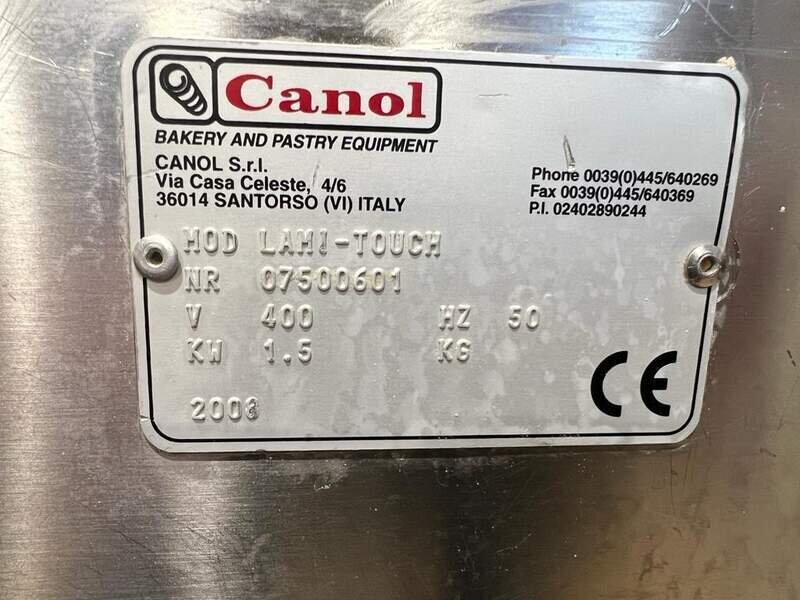 Canol
BAKERY AND PASTRY EQUIPMENT
CANOL S.r.l.
Via Casa Celeste, 4/6
36014 SANTORSO (VI) ITALY
Phone 0039(0)445/640269
Fax 0039(0)445/640369
P.I. 02402890244
MOD LAMI-TOUCH
NR 07500601
V 400 HZ 50
KW 1.5 KG
CE